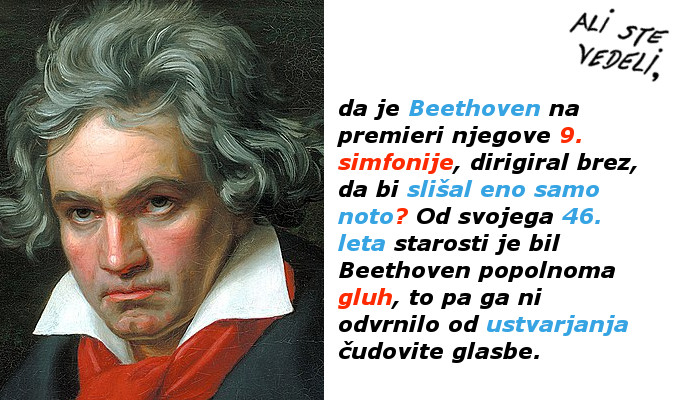 ALI STE
VEDELI,
da je Beethoven na
premieri njegove 9.
simfonije, dirigiral brez,
da bi slišal eno samo
noto? Od svojega 46.
leta starosti je bil
Beethoven popolnoma
gluh, to pa ga ni
odvrnilo od ustvarjanja
čudovite glasbe.